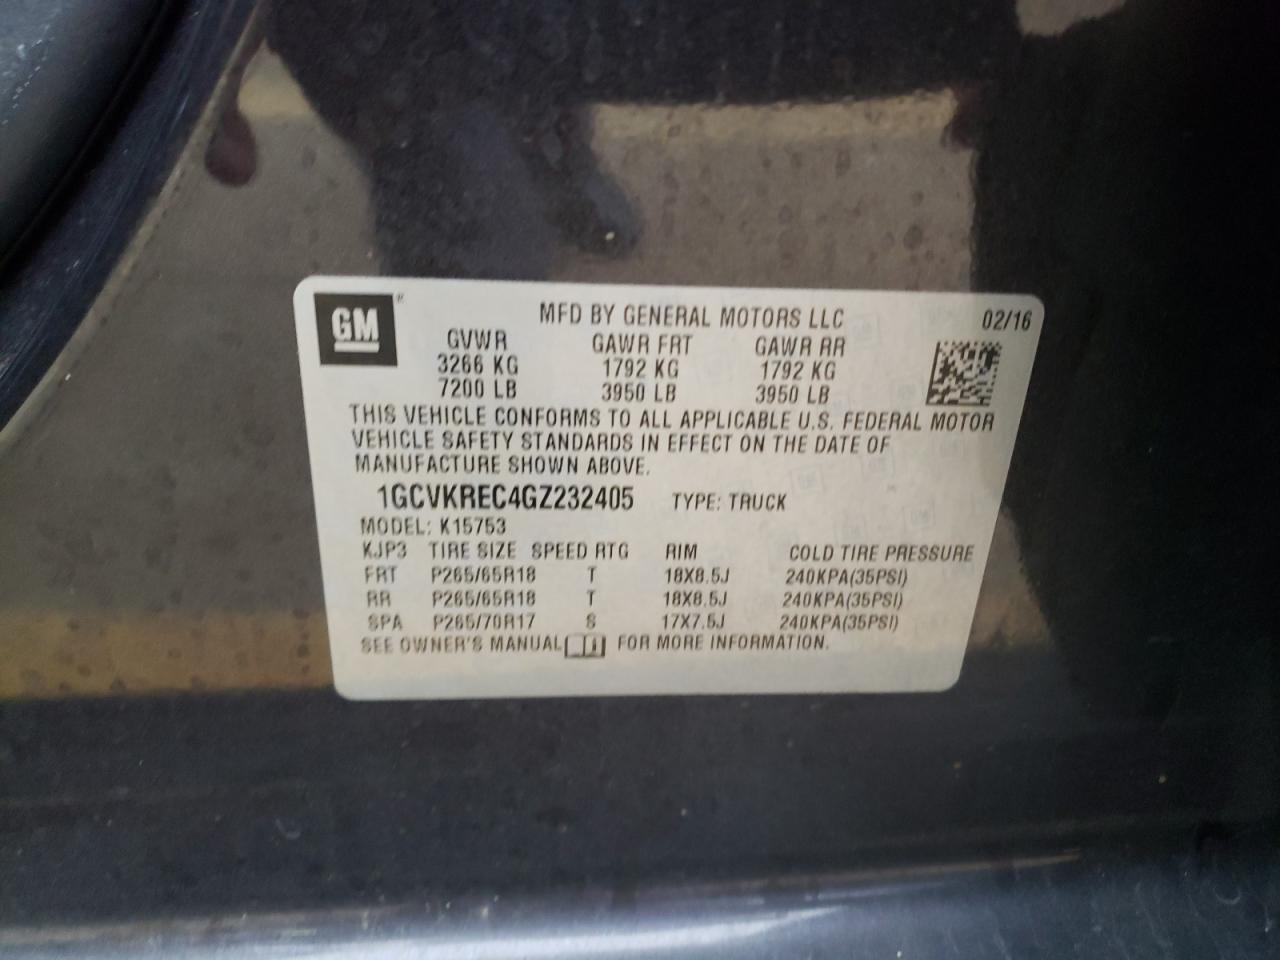 GM®
MFD BY GENERAL MOTORS LLC 02/16
GVWR GAWR FRT GAWR RR
3266 KG 1792 KG 1792 KG
7200 LB 3950 LB 3950 LB
THIS VEHICLE CONFORMS TO ALL APPLICABLE U.S. FEDERAL MOTOR
VEHICLE SAFETY STANDARDS IN EFFECT ON THE DATE OF
MANUFACTURE SHOWN ABOVE.
1GCVKREC4GZ232405 TYPE: TRUCK
MODEL: K15753
KJP3 TIRE SIZE SPEED RTG RIM COLD TIRE PRESSURE
FRT P265/65R18 T 18X8.5J 240KPA(35PSI)
RR P265/65R18 T 18X8.5J 240KPA(35PSI)
SPA P265/70R17 S 17X7.5J 240KPA(35PSI)
SEE OWNER'S MANUAL FOR MORE INFORMATION.